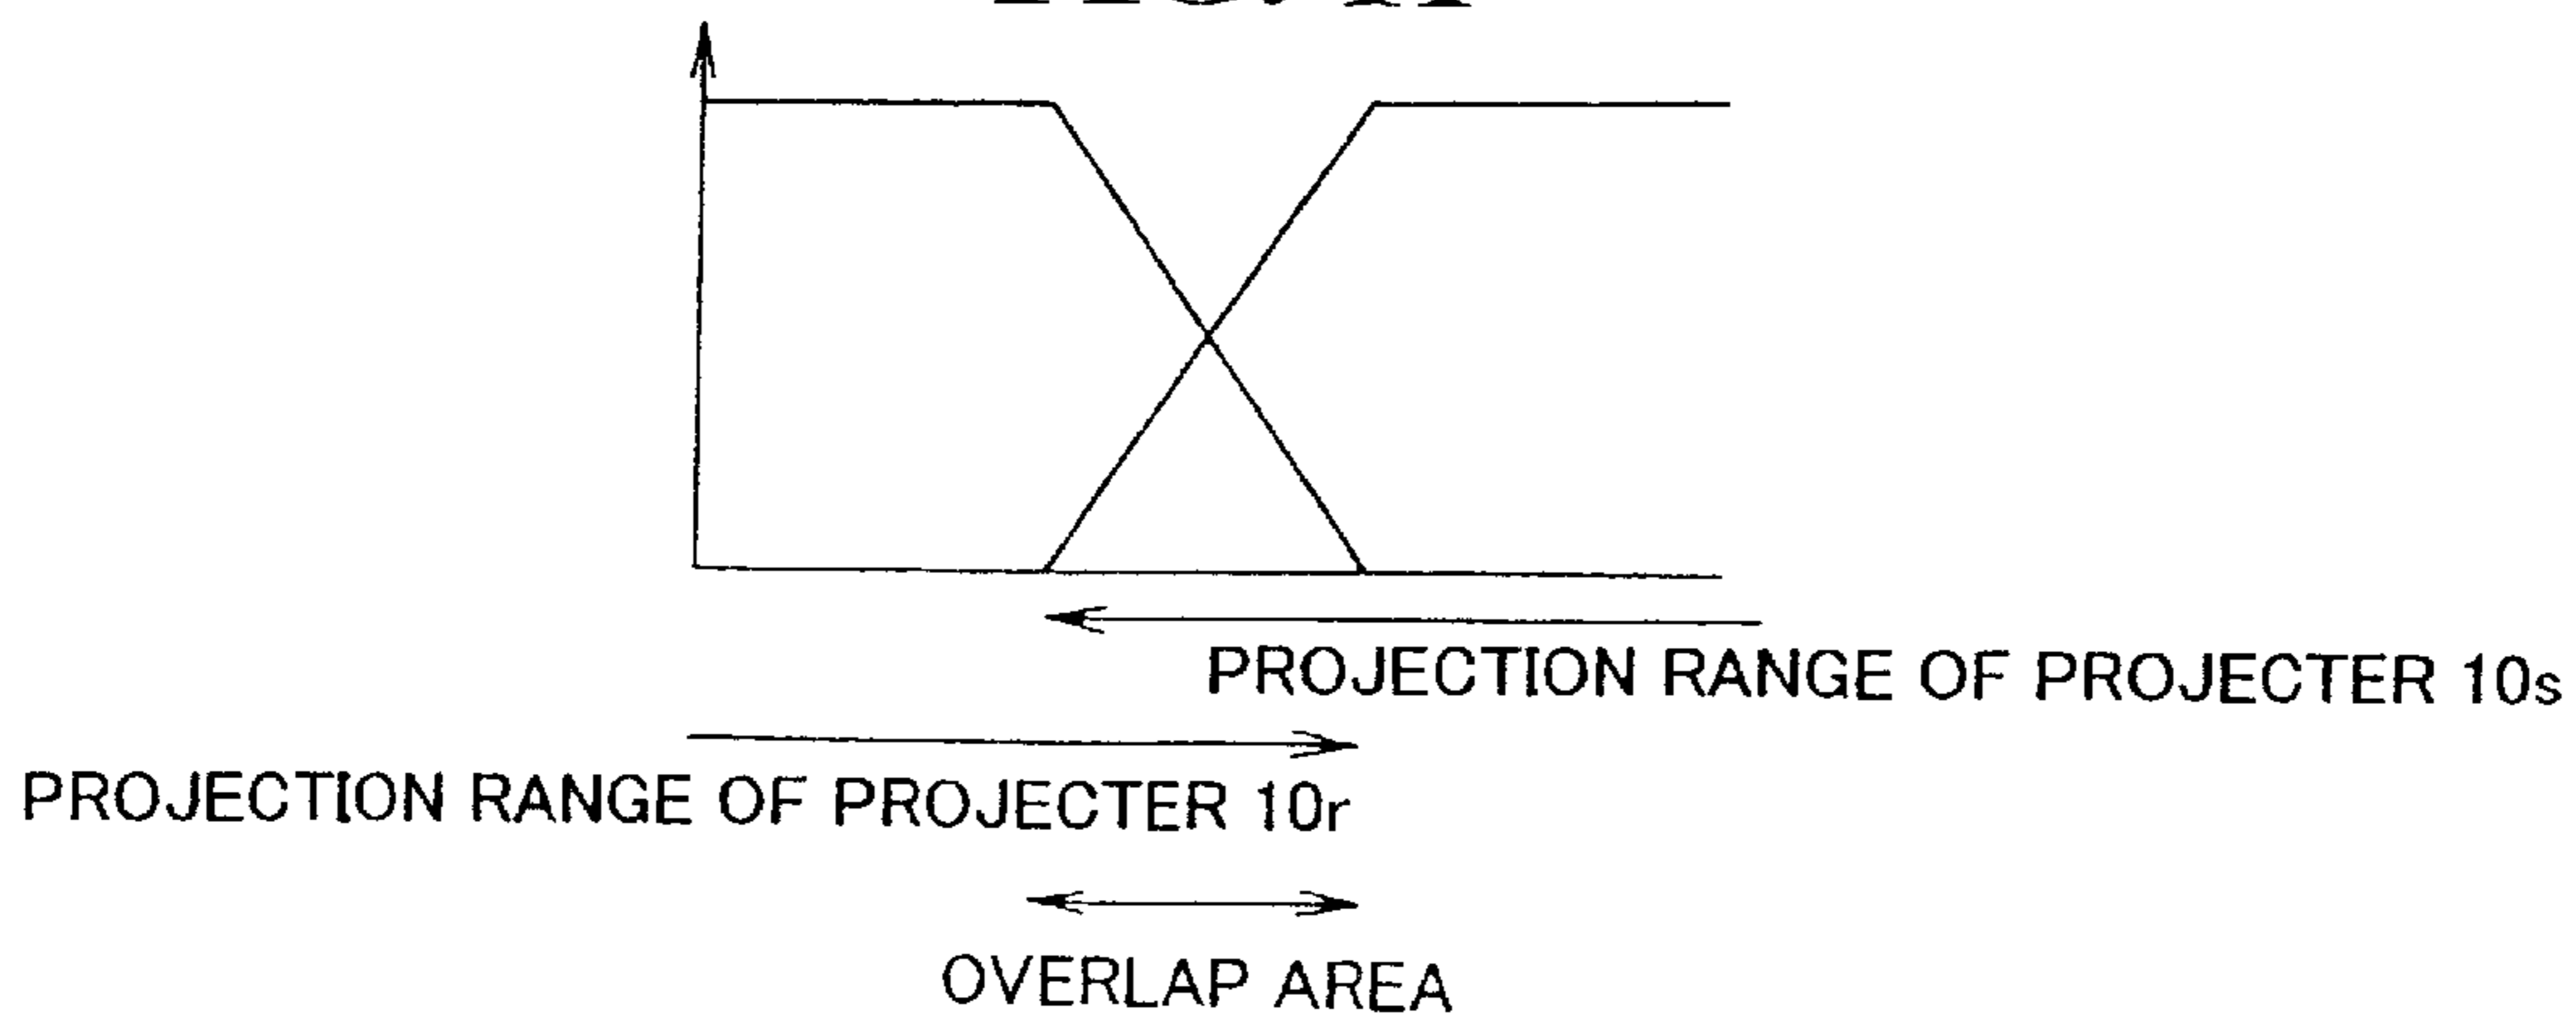 PROJECTION RANGE OF PROJECTER 10s
PROJECTION RANGE OF PROJECTER 10r
OVERLAP AREA